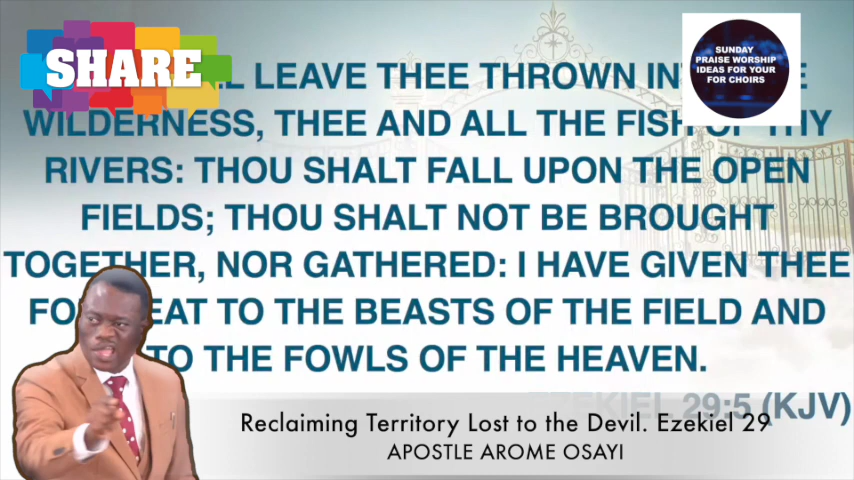 SHARE
SUNDAY
PRAISE WORSHIP
IDEAS FOR YOUR
FOR CHOIRS
LEAVE THEE THROWN
WILDERNESS, THEE AND ALL THE FISH OF THY
RIVERS: THOU SHALT FALL UPON THE OPEN
FIELDS; THOU SHALT NOT BE BROUGHT
TOGETHER, NOR GATHERED: I HAVE GIVEN THEE
TO THE BEASTS OF THE FIELD AND
TO THE FOWLS OF THE HEAVEN.
EZEKIEL 29:5 (KJV)
Reclaiming Territory Lost to the Devil. Ezekiel 29
APOSTLE AROME OSAYI